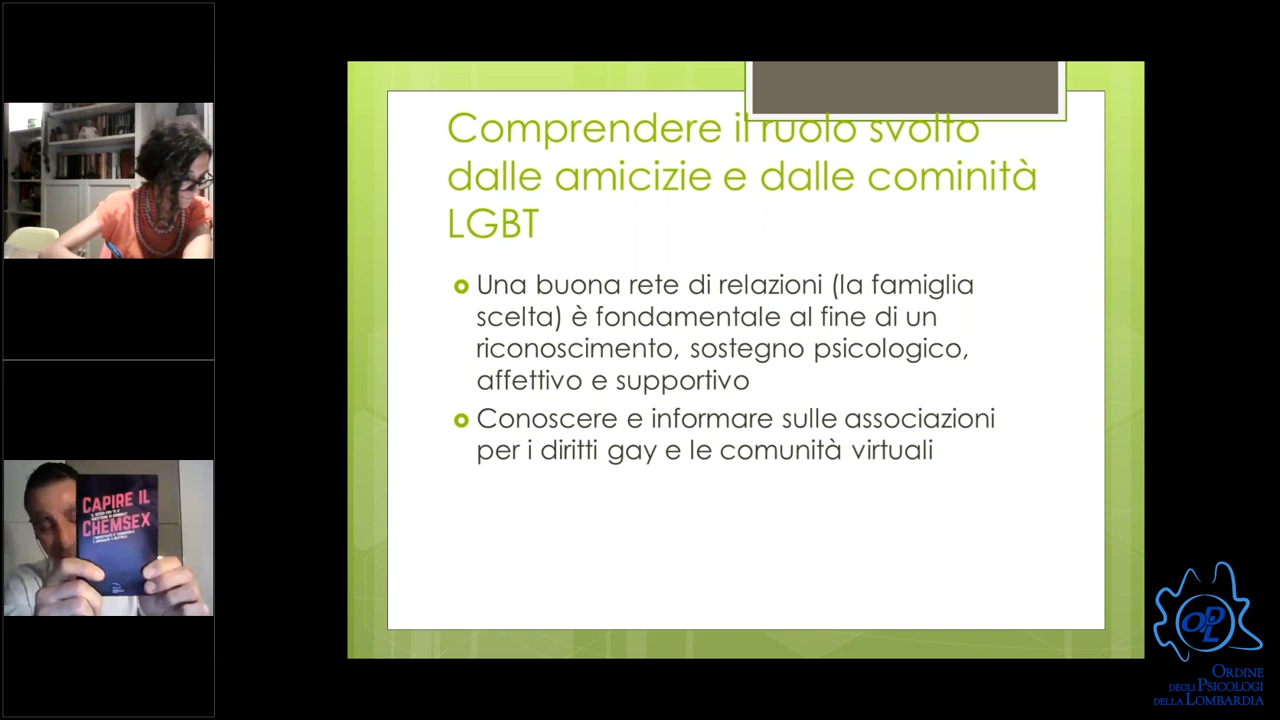 Comprendere il ruolo svolto
dalle amicizie e dalle cominità
LGBT
Una buona rete di relazioni (la famiglia
scelta) è fondamentale al fine di un
riconoscimento, sostegno psicologico,
affettivo e supportivo
Conoscere e informare sulle associazioni
per i diritti gay e le comunità virtuali
CAPIRE IL
CHEMSEX
OPL
ORDINE
DEGLI PSICOLOGI
DELLA LOMBARDIA